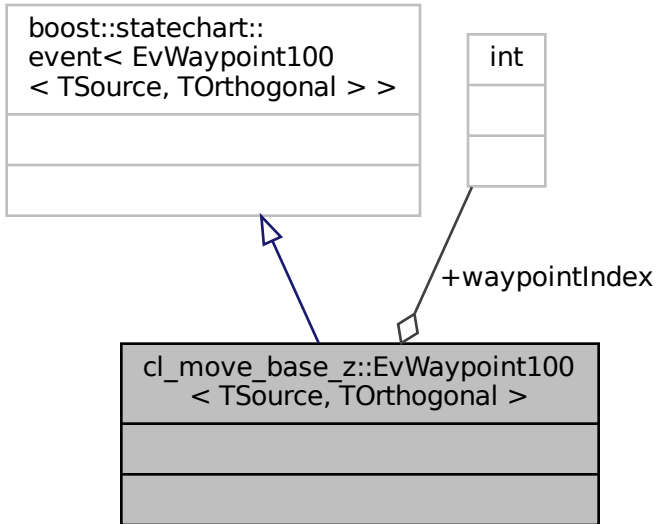 boost::statechart::
event< EvWaypoint100
< TSource, TOrthogonal > >
int
+waypointIndex
cl_move_base_z::EvWaypoint100
< TSource, TOrthogonal >